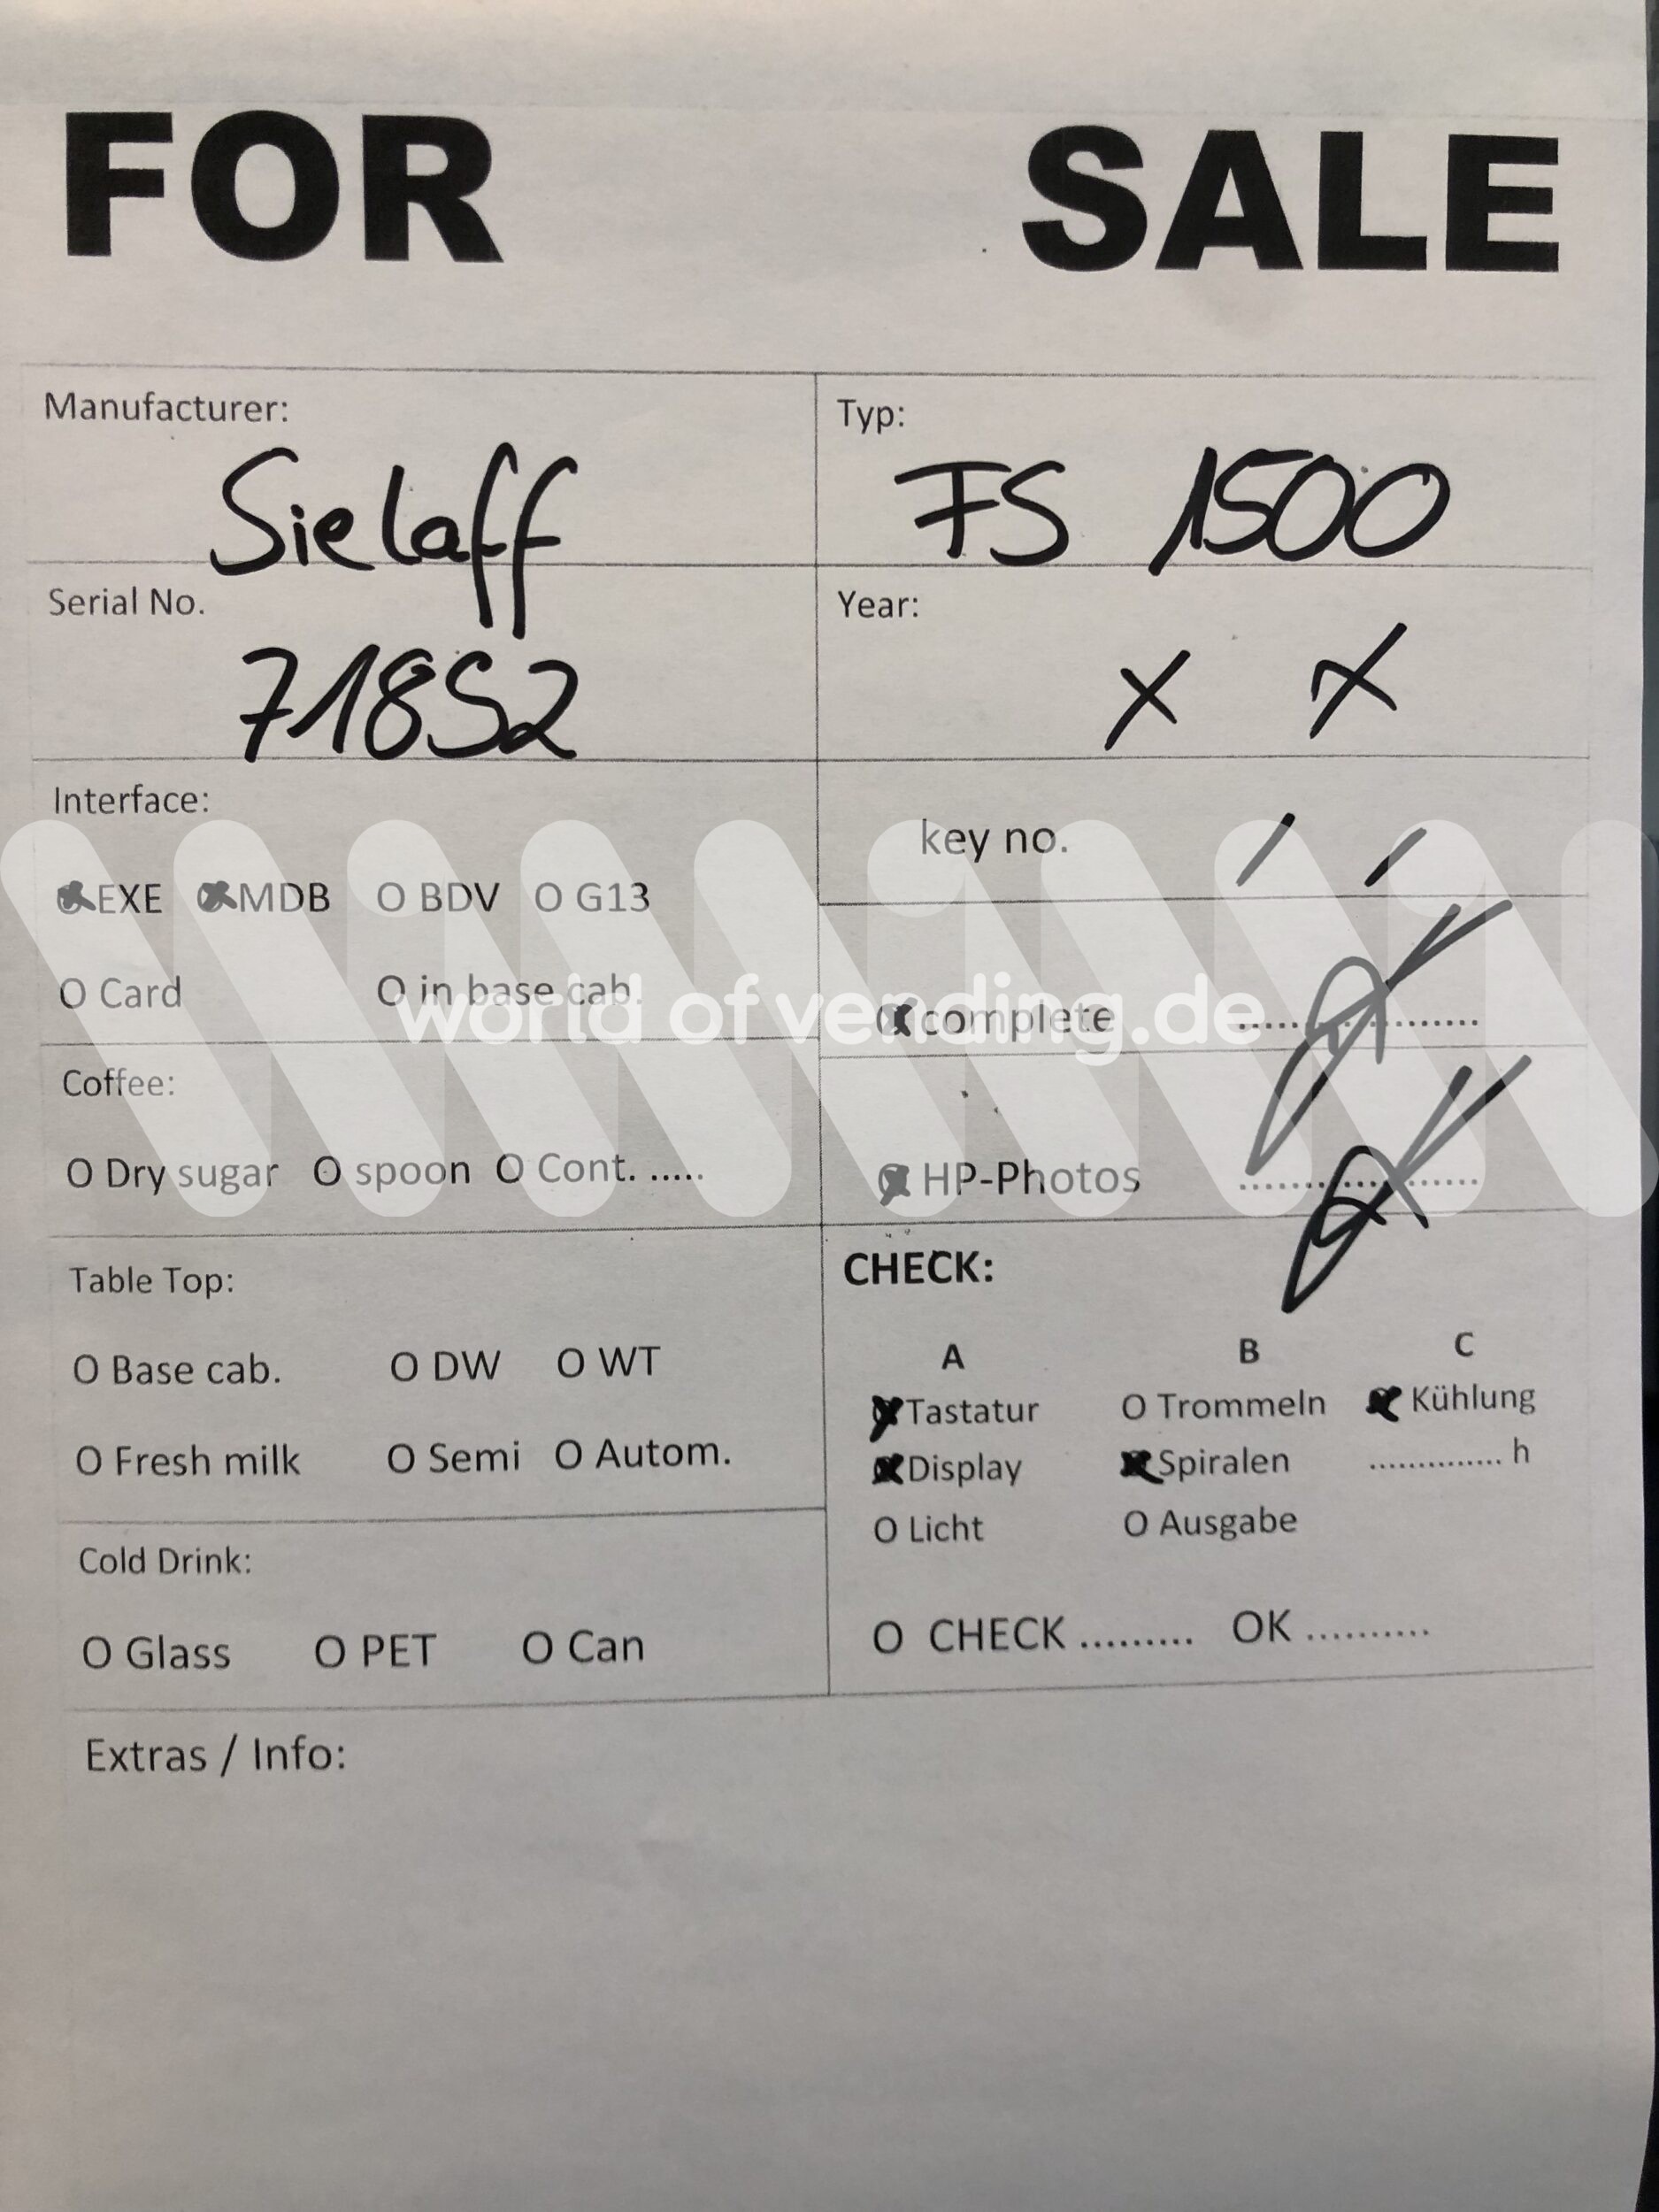 FOR SALE
Manufacturer: Typ:
Sielaff FS 1500
Serial No. Year:
71852 X X
Interface:
key no. / /
EXE MDB O BDV O G13
O Card O in base cab.
complete ....................
world of vending.de
Coffee:
O Dry sugar O spoon O Cont. .....
HP-Photos ....................
Table Top: CHECK:
A B C
O Base cab. O DW O WT
Tastatur O Trommeln Kühlung
O Fresh milk O Semi O Autom.
Display Spiralen .............. h
O Licht O Ausgabe
Cold Drink:
O Glass O PET O Can
O CHECK ......... OK ..........
Extras / Info: